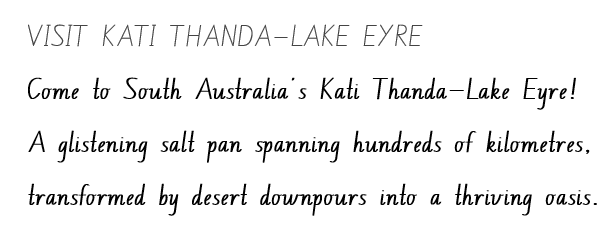 VISIT KATI THANDA–LAKE EYRE
Come to South Australia's Kati Thanda–Lake Eyre!
A glistening salt pan spanning hundreds of kilometres,
transformed by desert downpours into a thriving oasis.